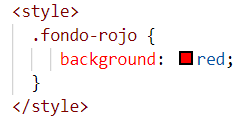 <style>
.fondo-rojo {
background: red;
}
</style>